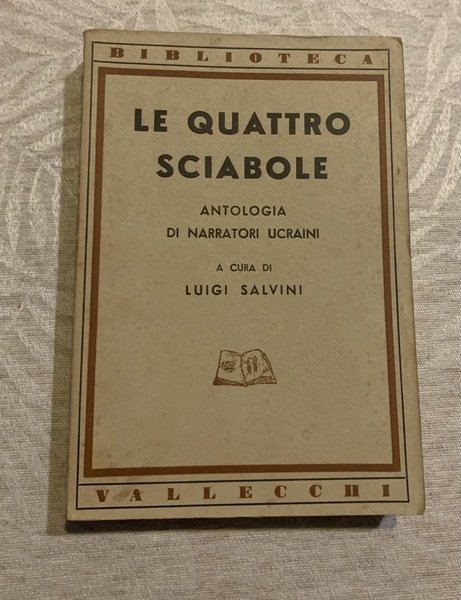 BIBLIOTECA
LE QUATTRO
SCIABOLE
ANTOLOGIA
DI NARRATORI UCRAINI
A CURA DI
LUIGI SALVINI
VALLECCHI